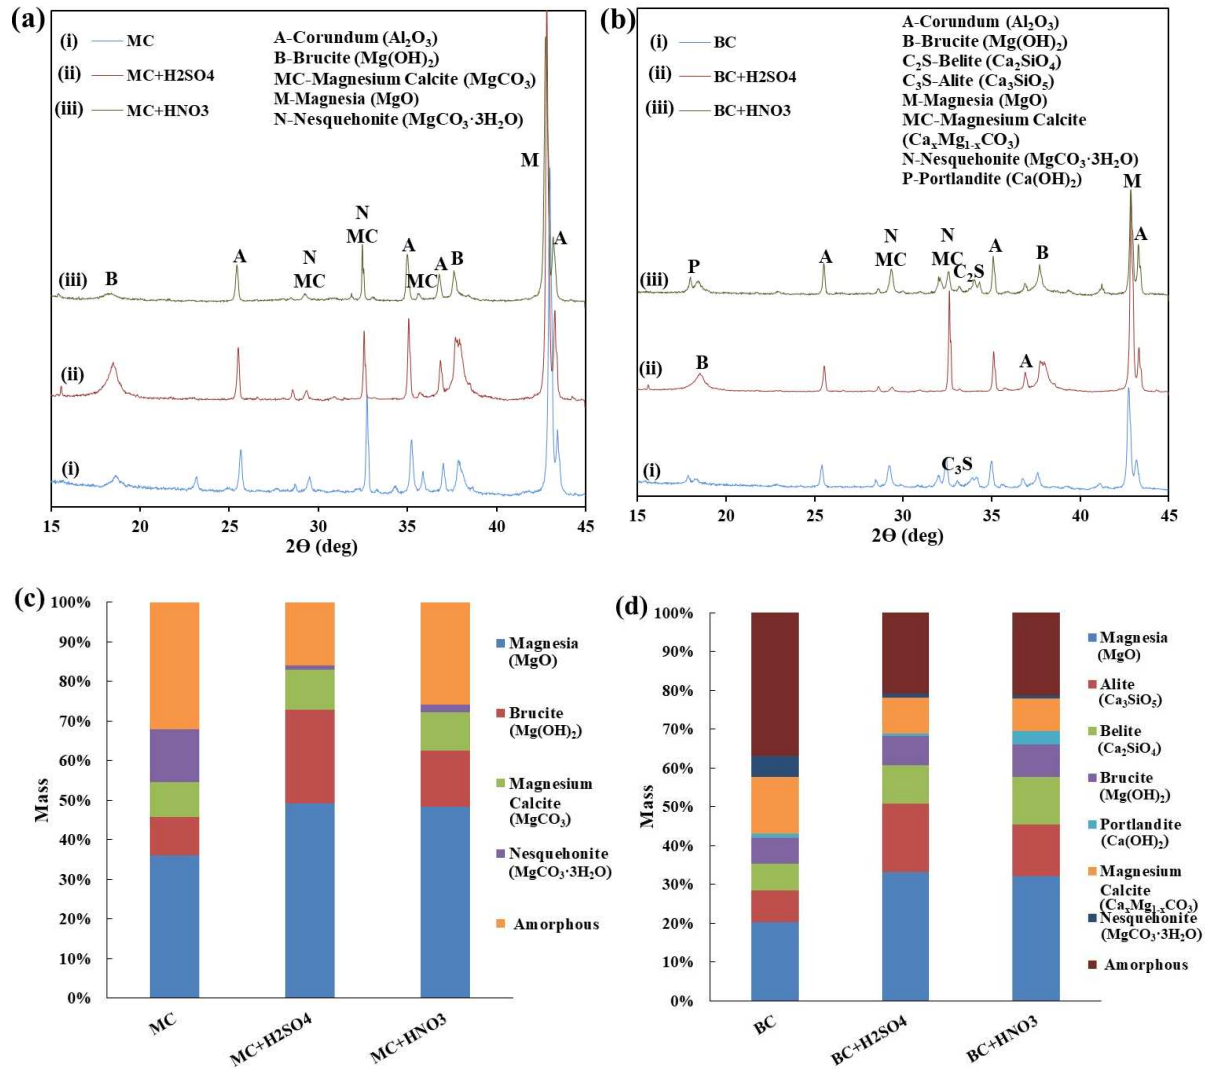 (a)
(i) MC
(ii) MC+H2SO4
(iii) MC+HNO3
A-Corundum (Al₂O₃)
B-Brucite (Mg(OH)₂)
MC-Magnesium Calcite (MgCO₃)
M-Magnesia (MgO)
N-Nesquehonite (MgCO₃·3H₂O)
M
N
MC
A
A
N
MC
B
A
MC
A
B
(iii)
(ii)
(i)
15 20 25 30 35 40 45
2Θ (deg)
(b)
(i) BC
(ii) BC+H2SO4
(iii) BC+HNO3
A-Corundum (Al₂O₃)
B-Brucite (Mg(OH)₂)
C₂S-Belite (Ca₂SiO₄)
C₃S-Alite (Ca₃SiO₅)
M-Magnesia (MgO)
MC-Magnesium Calcite
(CaₓMg₁₋ₓCO₃)
N-Nesquehonite (MgCO₃·3H₂O)
P-Portlandite (Ca(OH)₂)
M
N
MC
N
MC
A
A
A
B
P
C₂S
(iii)
(ii)
B
A
(i)
C₃S
15 20 25 30 35 40 45
2Θ (deg)
(c)
100%
90%
80%
70%
60%
50%
40%
30%
20%
10%
0%
Mass
MC
MC+H2SO4
MC+HNO3
Magnesia
(MgO)
Brucite
(Mg(OH)₂)
Magnesium
Calcite
(MgCO₃)
Nesquehonite
(MgCO₃·3H₂O)
Amorphous
(d)
100%
90%
80%
70%
60%
50%
40%
30%
20%
10%
0%
Mass
BC
BC+H2SO4
BC+HNO3
Magnesia
(MgO)
Alite
(Ca₃SiO₅)
Belite
(Ca₂SiO₄)
Brucite
(Mg(OH)₂)
Portlandite
(Ca(OH)₂)
Magnesium
Calcite
(CaₓMg₁₋ₓCO₃)
Nesquehonite
(MgCO₃·3H₂O)
Amorphous